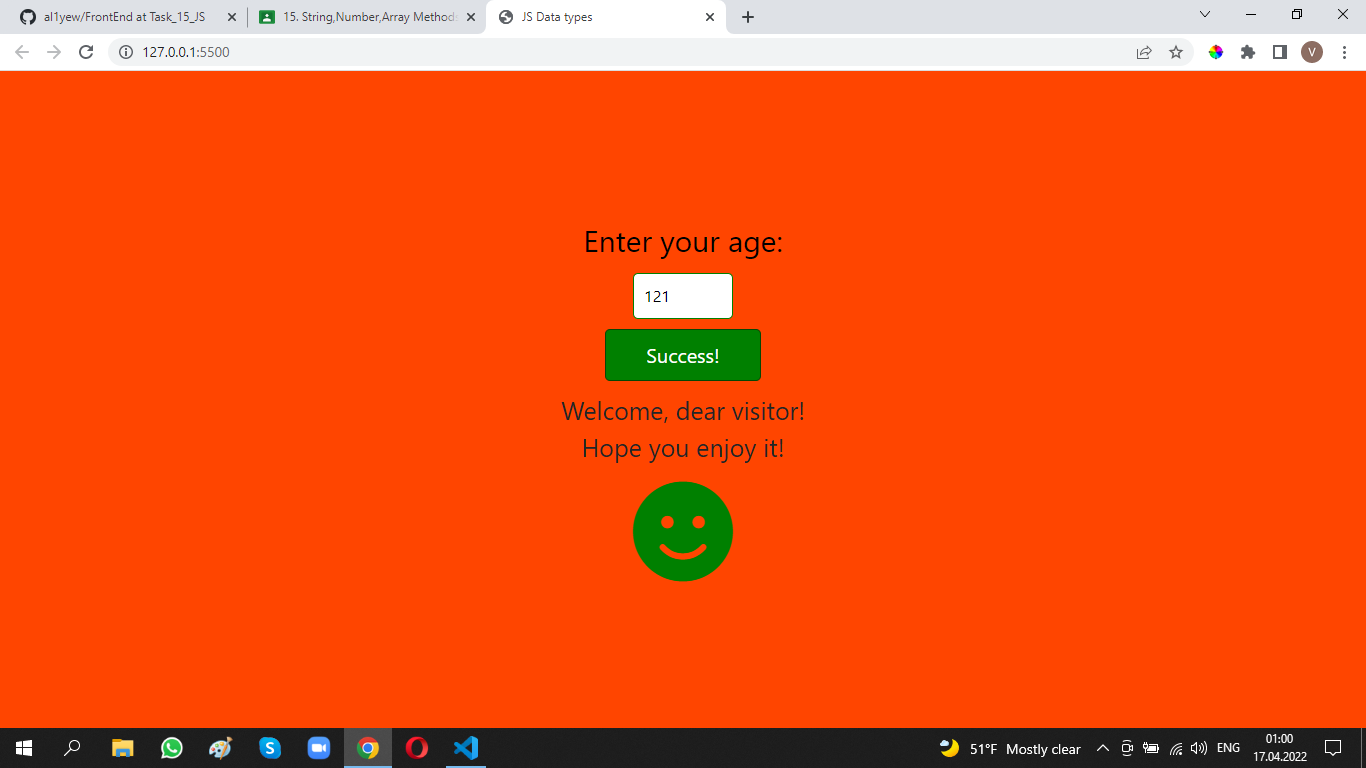 al1yew/FrontEnd at Task_15_JS
15. String,Number,Array Methods
JS Data types
127.0.0.1:5500
V
Enter your age:
121
Success!
Welcome, dear visitor!
Hope you enjoy it!
51°F Mostly clear
ENG
01:00
17.04.2022